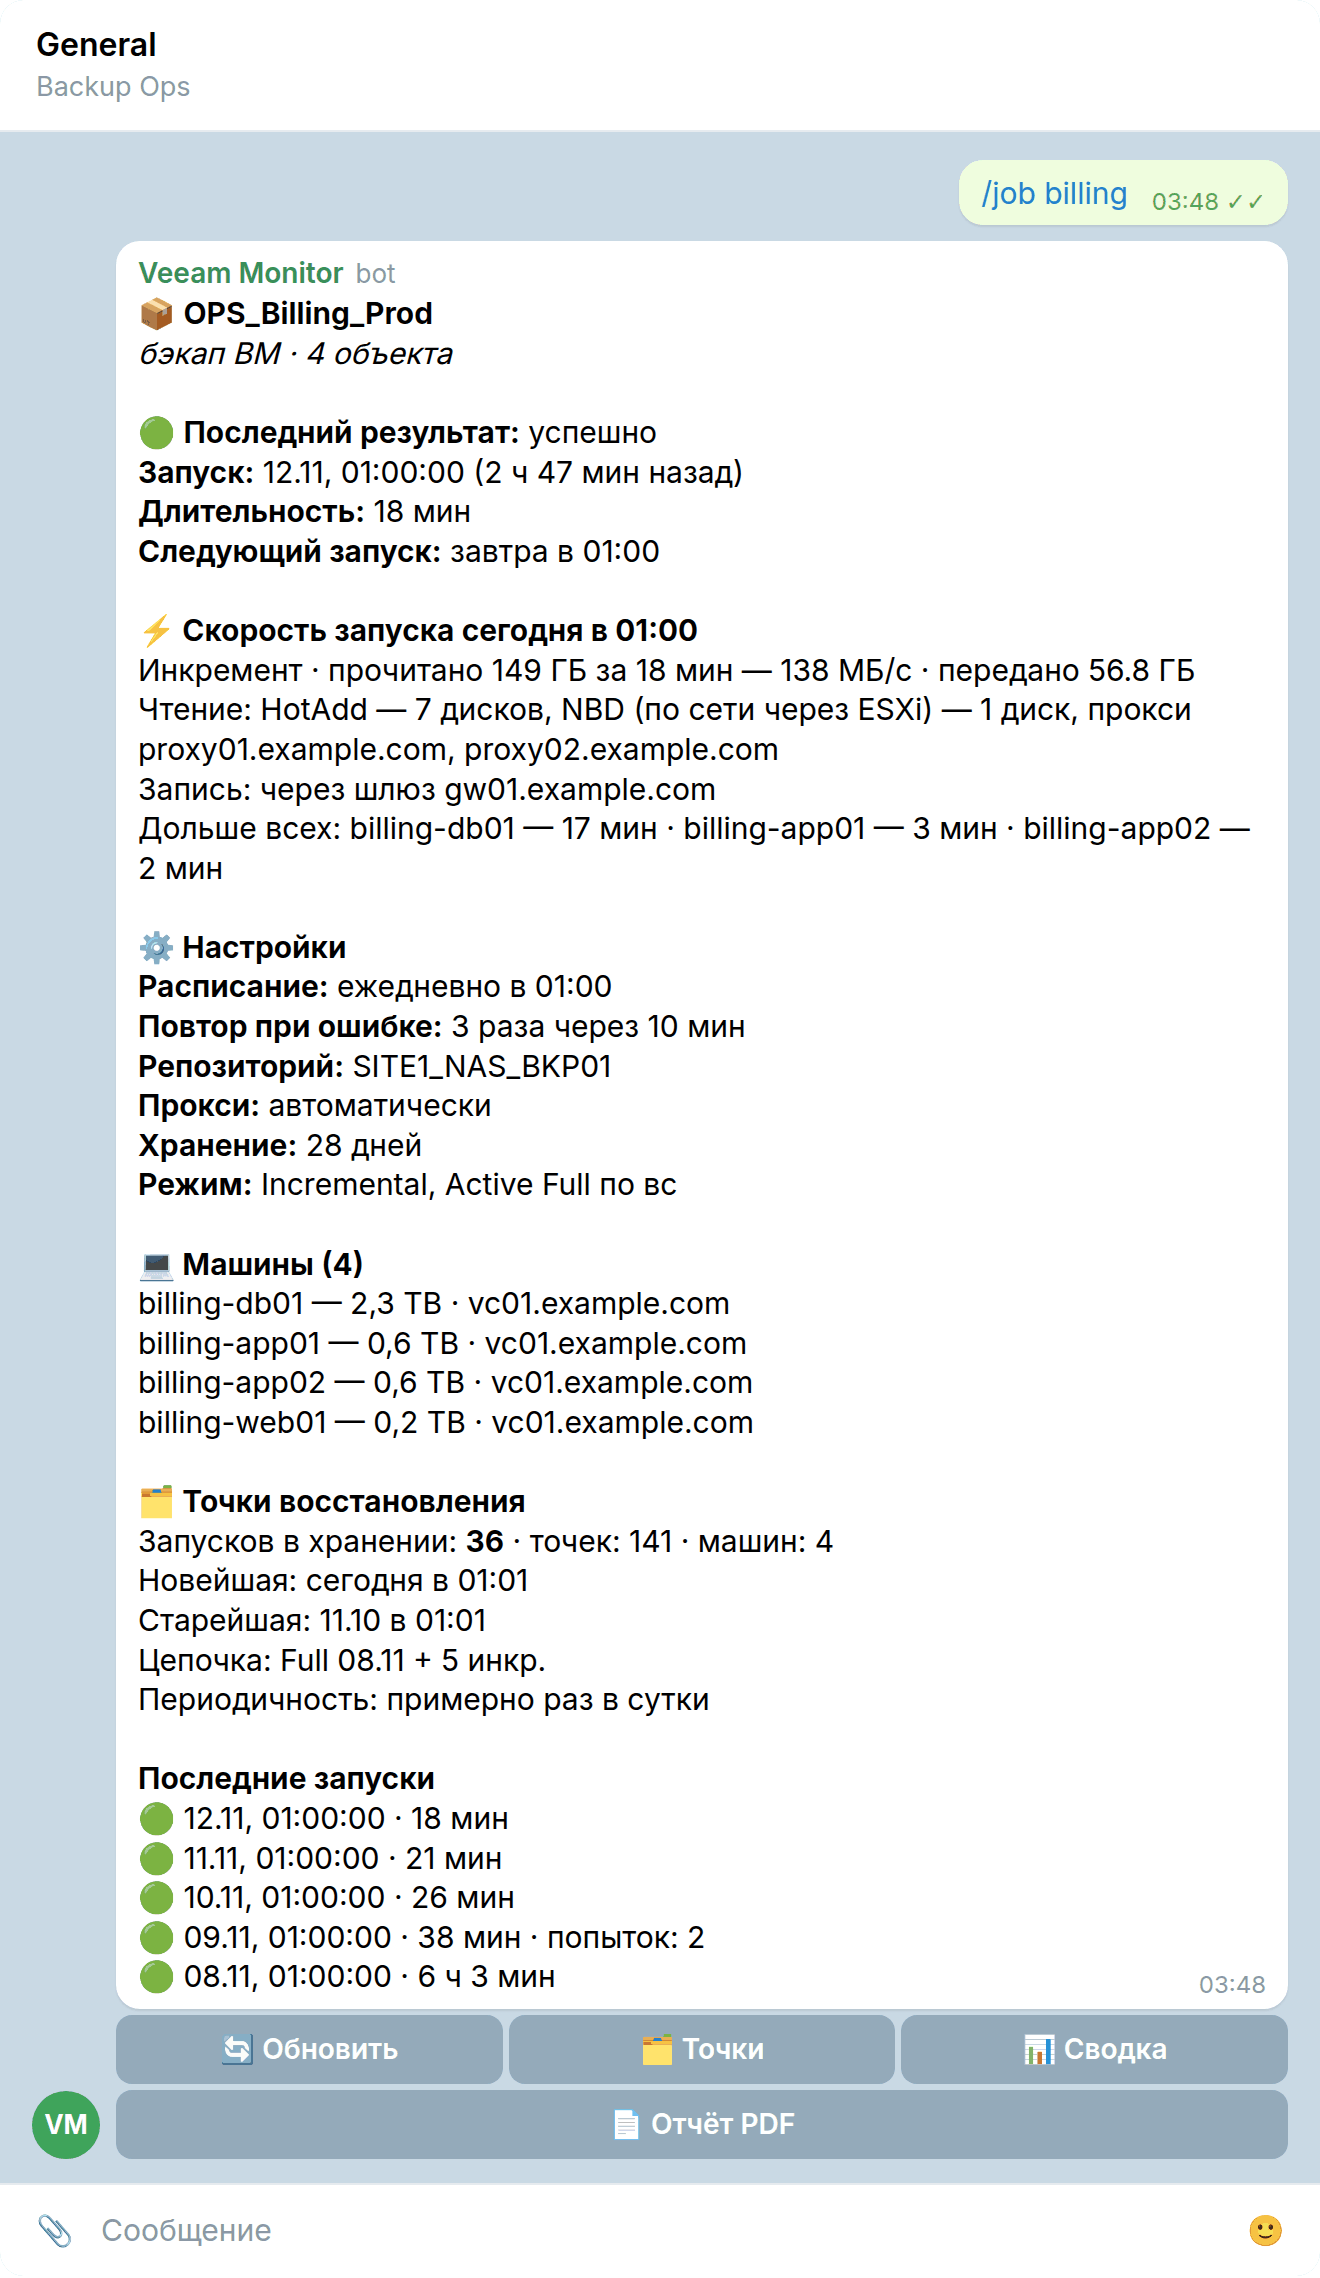 General
Backup Ops
/job billing 03:48 ✓✓
Veeam Monitor bot
📦 OPS_Billing_Prod
бэкап ВМ · 4 объекта
🟢 Последний результат: успешно
Запуск: 12.11, 01:00:00 (2 ч 47 мин назад)
Длительность: 18 мин
Следующий запуск: завтра в 01:00
⚡ Скорость запуска сегодня в 01:00
Инкремент · прочитано 149 ГБ за 18 мин — 138 МБ/с · передано 56.8 ГБ
Чтение: HotAdd — 7 дисков, NBD (по сети через ESXi) — 1 диск, прокси
proxy01.example.com, proxy02.example.com
Запись: через шлюз gw01.example.com
Дольше всех: billing-db01 — 17 мин · billing-app01 — 3 мин · billing-app02 —
2 мин
⚙️ Настройки
Расписание: ежедневно в 01:00
Повтор при ошибке: 3 раза через 10 мин
Репозиторий: SITE1_NAS_BKP01
Прокси: автоматически
Хранение: 28 дней
Режим: Incremental, Active Full по вс
💻 Машины (4)
billing-db01 — 2,3 TB · vc01.example.com
billing-app01 — 0,6 TB · vc01.example.com
billing-app02 — 0,6 TB · vc01.example.com
billing-web01 — 0,2 TB · vc01.example.com
🗂️ Точки восстановления
Запусков в хранении: 36 · точек: 141 · машин: 4
Новейшая: сегодня в 01:01
Старейшая: 11.10 в 01:01
Цепочка: Full 08.11 + 5 инкр.
Периодичность: примерно раз в сутки
Последние запуски
🟢 12.11, 01:00:00 · 18 мин
🟢 11.11, 01:00:00 · 21 мин
🟢 10.11, 01:00:00 · 26 мин
🟢 09.11, 01:00:00 · 38 мин · попыток: 2
🟢 08.11, 01:00:00 · 6 ч 3 мин
03:48
🔄 Обновить
🗂️ Точки
📊 Сводка
VM
📄 Отчёт PDF
Сообщение